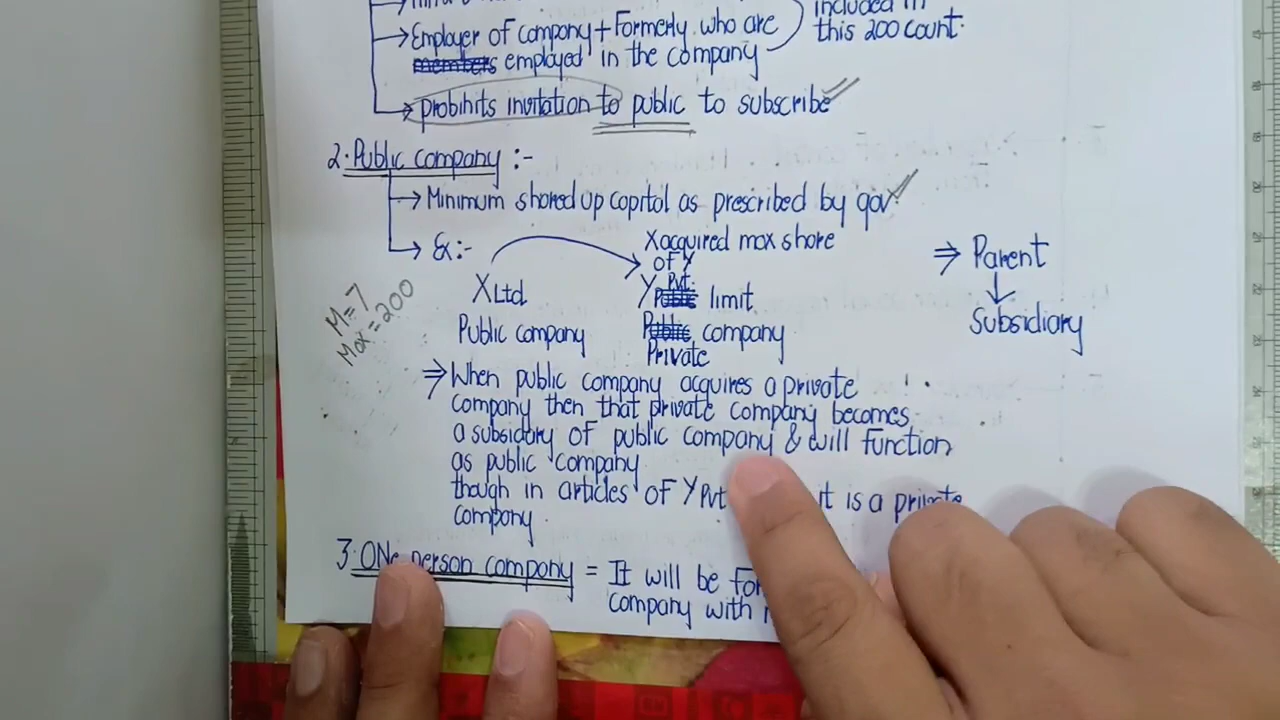 included in
this 200 count.
→ Employer of company + Formerly who are
members employed in the company
→ probihits invitation to public to subscribe
2. Public company :-
→ Minimum shared up capital as prescribed by gov
→ Ex:-
X acquired max share
of Y
X Ltd
Y Public Pvt. limit
Public company
Public company
Private
⇒ Parent
↓
Subsidiary
M=7
Max=200
⇒ When public company acquires a private
company then that private company becomes
a subsidary of public company & will function
as public company
though in articles of Y Pvt it is a private
company.
3. ONe person company = It will be
company with